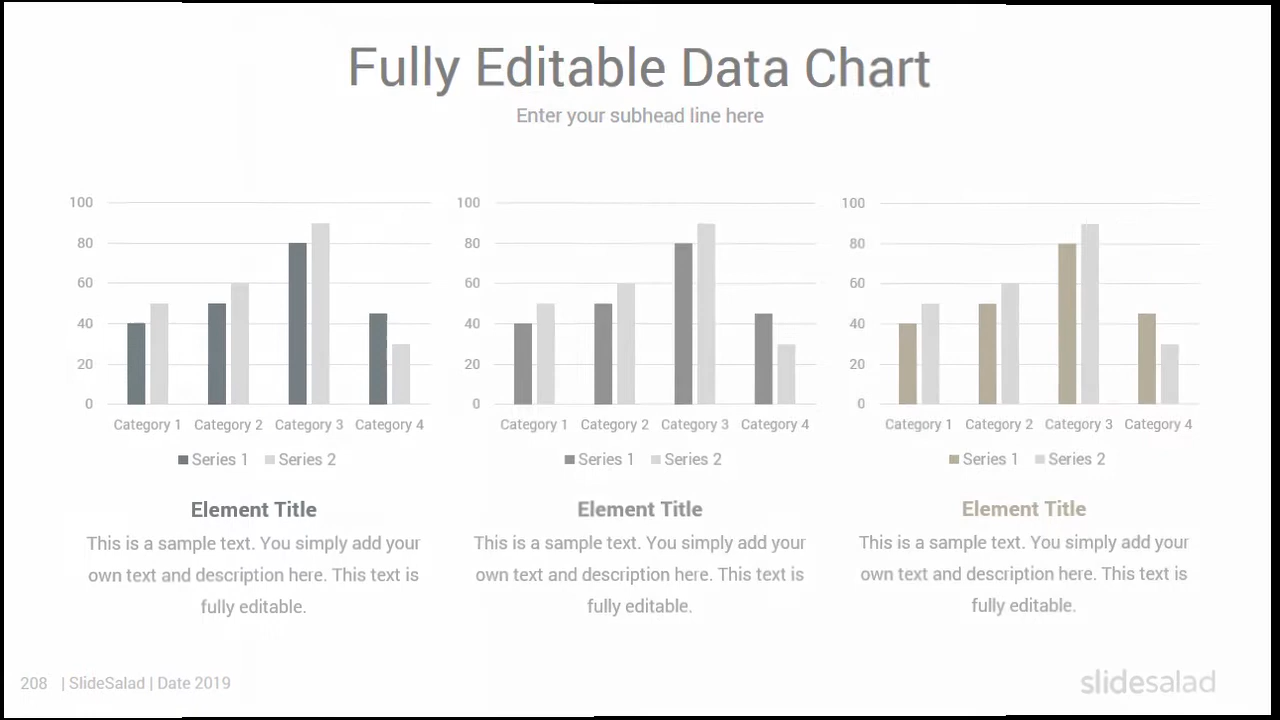 Fully Editable Data Chart
Enter your subhead line here
100
80
60
40
20
0
Category 1 Category 2 Category 3 Category 4
Series 1 Series 2
Element Title
This is a sample text. You simply add your
own text and description here. This text is
fully editable.
100
80
60
40
20
0
Category 1 Category 2 Category 3 Category 4
Series 1 Series 2
Element Title
This is a sample text. You simply add your
own text and description here. This text is
fully editable.
100
80
60
40
20
0
Category 1 Category 2 Category 3 Category 4
Series 1 Series 2
Element Title
This is a sample text. You simply add your
own text and description here. This text is
fully editable.
208 | SlideSalad | Date 2019
slidesalad